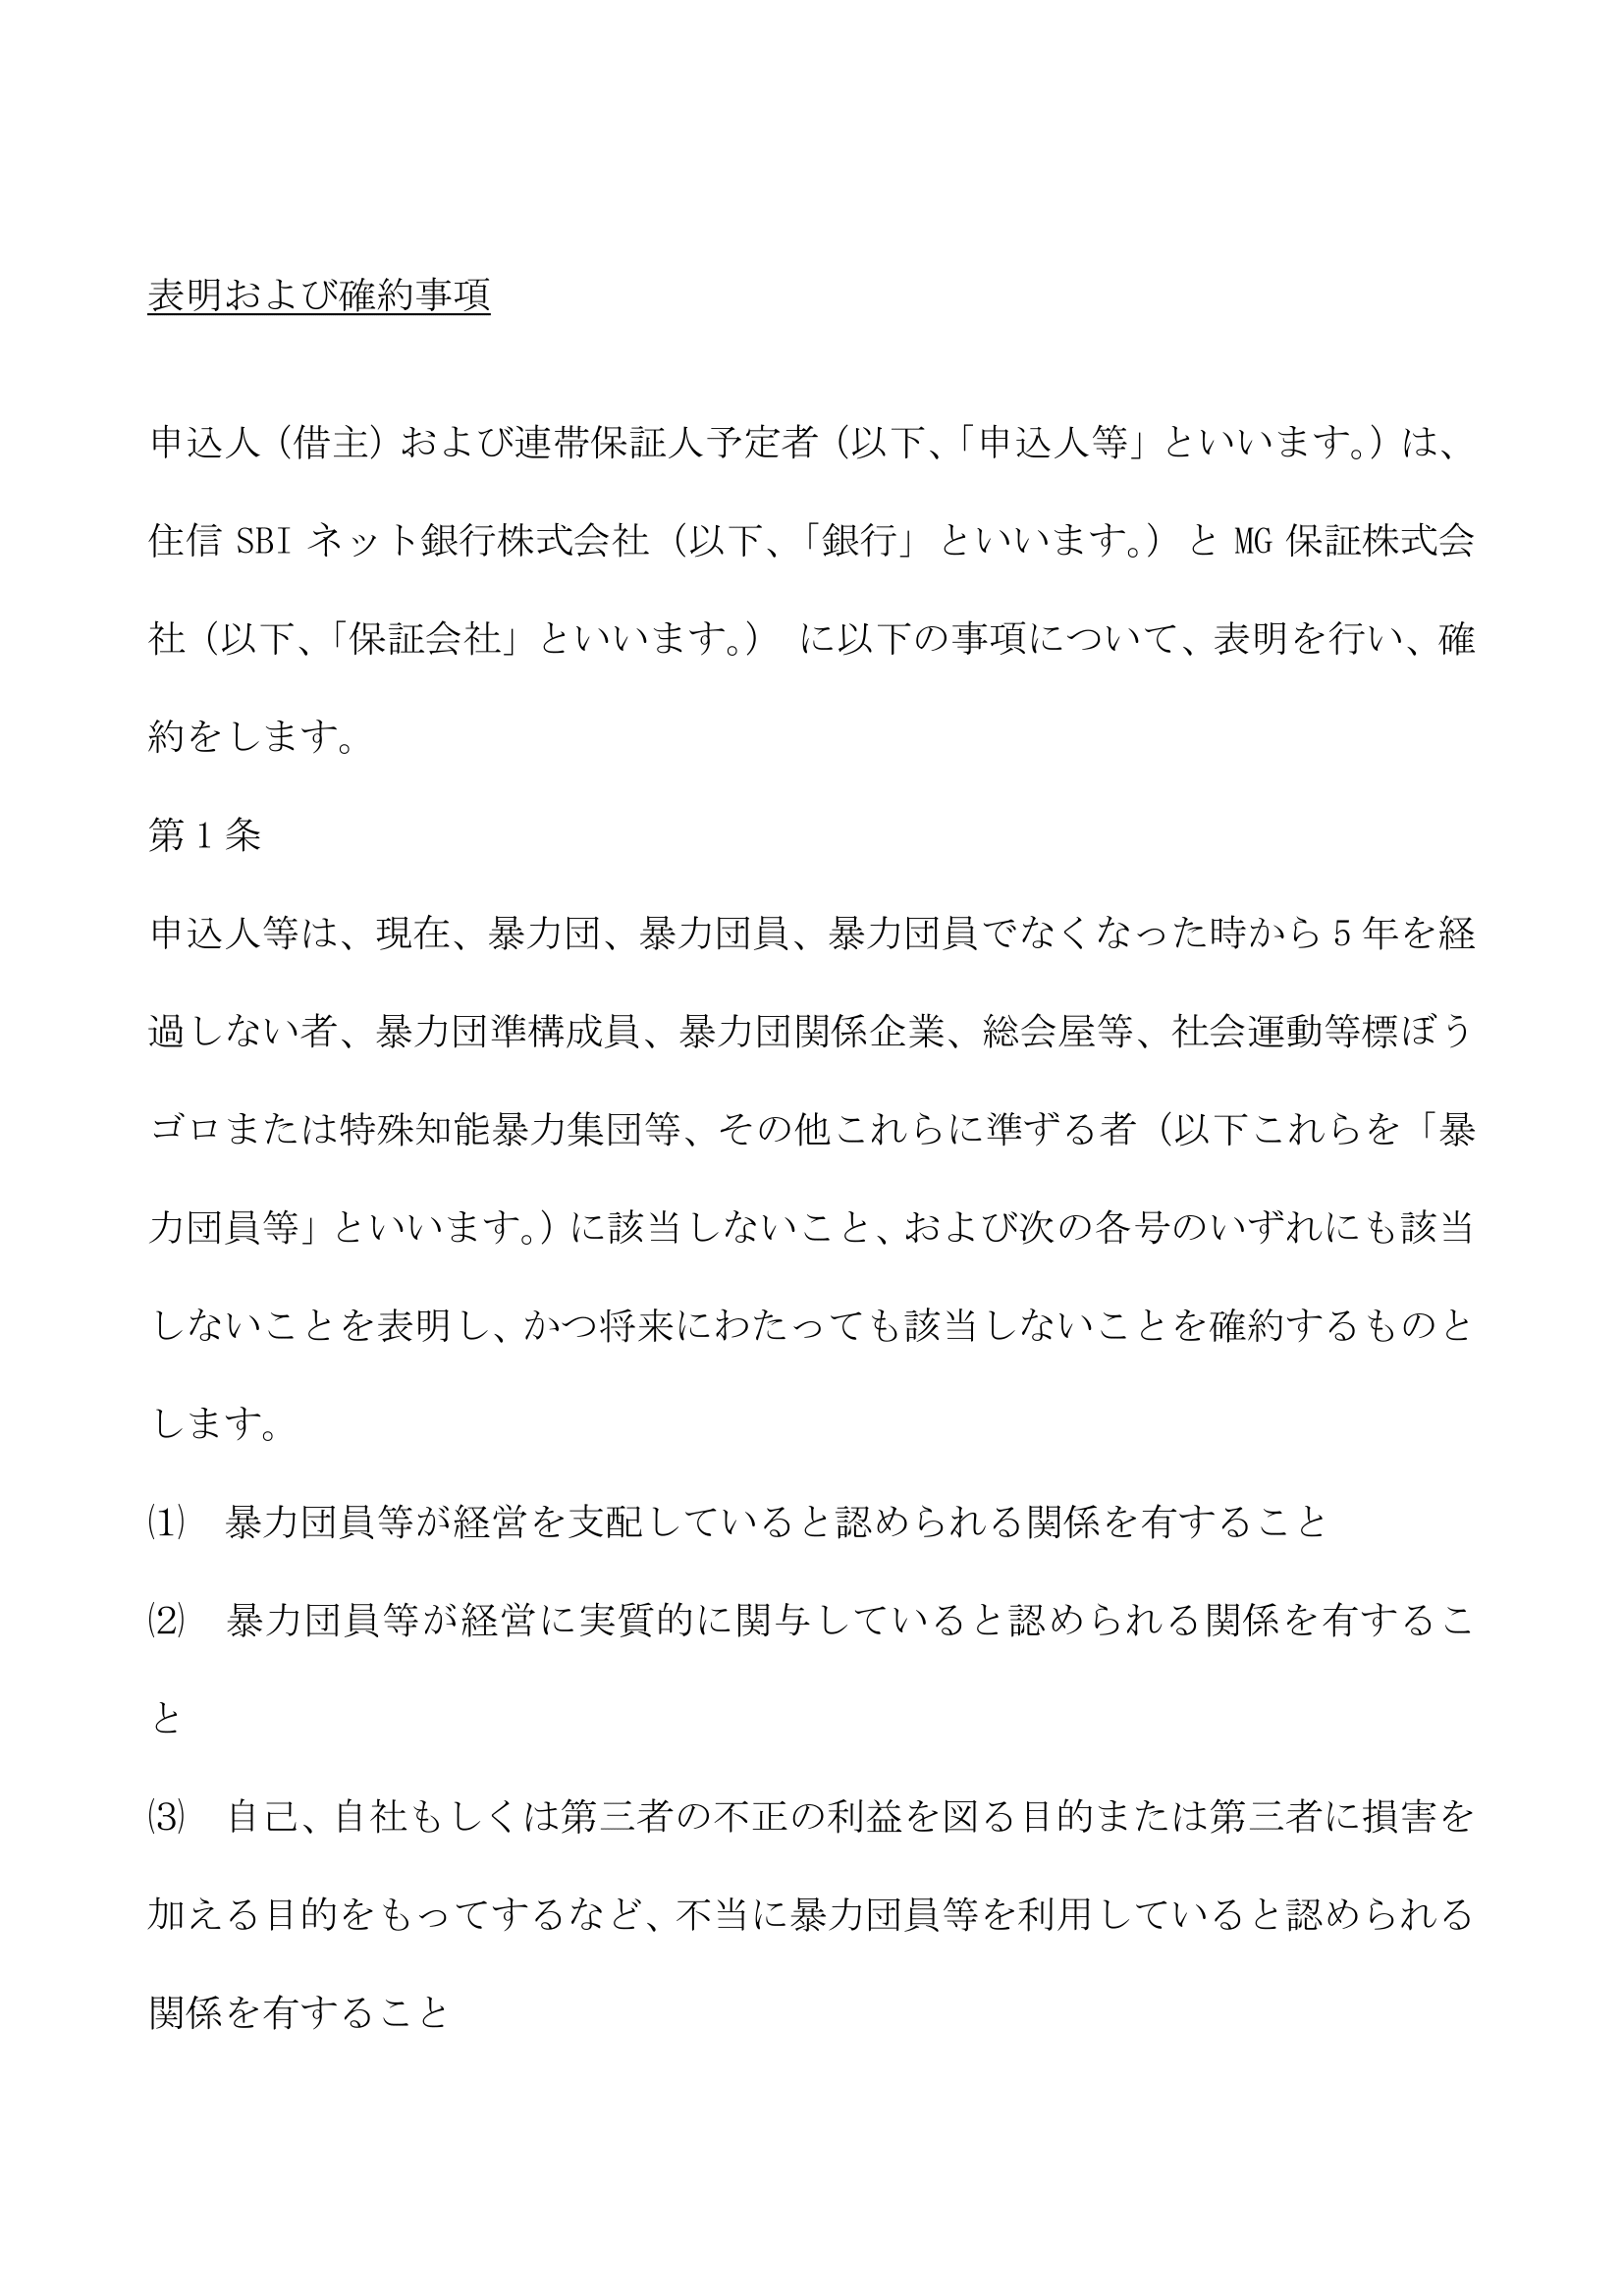 表明および確約事項
申込人（借主）および連帯保証人予定者（以下、「申込人等」といいます。）は、
住信 SBI ネット銀行株式会社（以下、「銀行」といいます。）と MG 保証株式会
社（以下、「保証会社」といいます。） に以下の事項について、表明を行い、確
約をします。
第 1 条
申込人等は、現在、暴力団、暴力団員、暴力団員でなくなった時から 5 年を経
過しない者、暴力団準構成員、暴力団関係企業、総会屋等、社会運動等標ぼう
ゴロまたは特殊知能暴力集団等、その他これらに準ずる者（以下これらを「暴
力団員等」といいます。）に該当しないこと、および次の各号のいずれにも該当
しないことを表明し、かつ将来にわたっても該当しないことを確約するものと
します。
⑴　暴力団員等が経営を支配していると認められる関係を有すること
⑵　暴力団員等が経営に実質的に関与していると認められる関係を有するこ
と
⑶　自己、自社もしくは第三者の不正の利益を図る目的または第三者に損害を
加える目的をもってするなど、不当に暴力団員等を利用していると認められる
関係を有すること